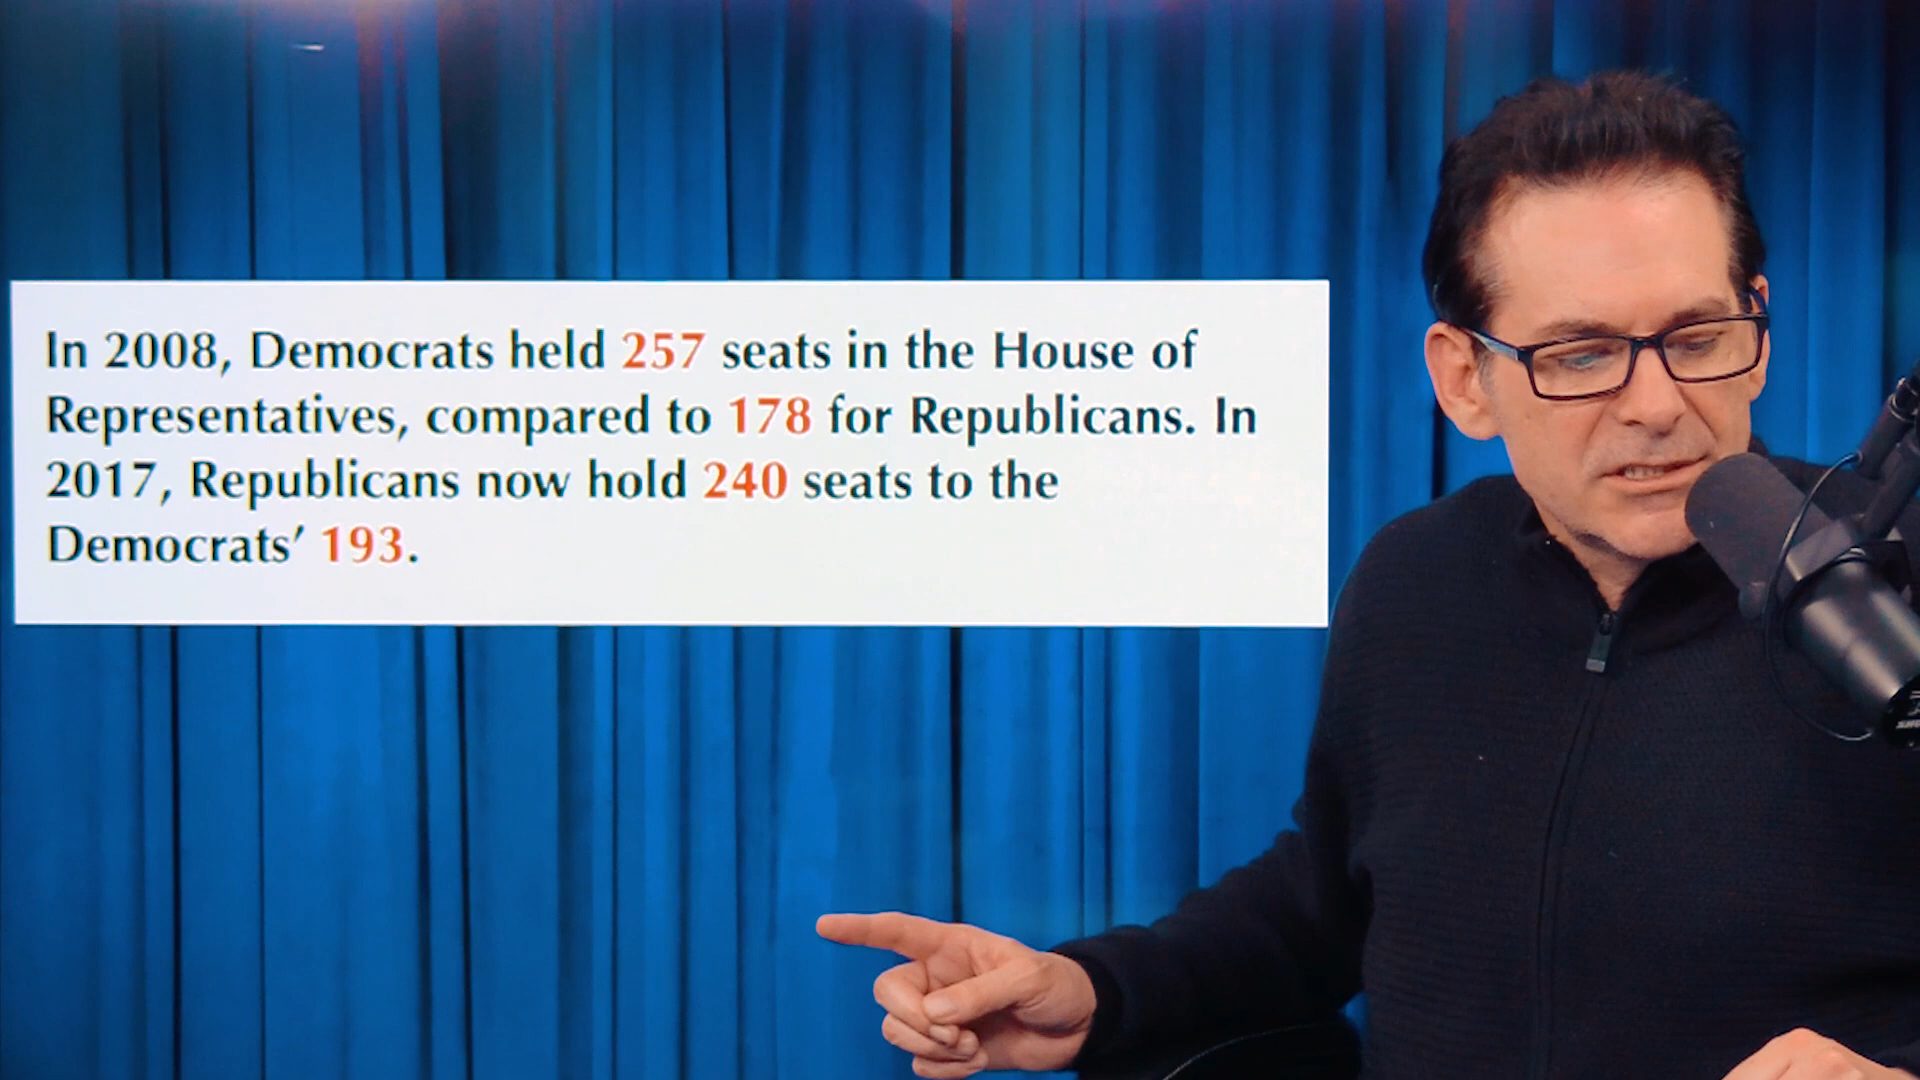 In 2008, Democrats held 257 seats in the House of
Representatives, compared to 178 for Republicans. In
2017, Republicans now hold 240 seats to the
Democrats’ 193.